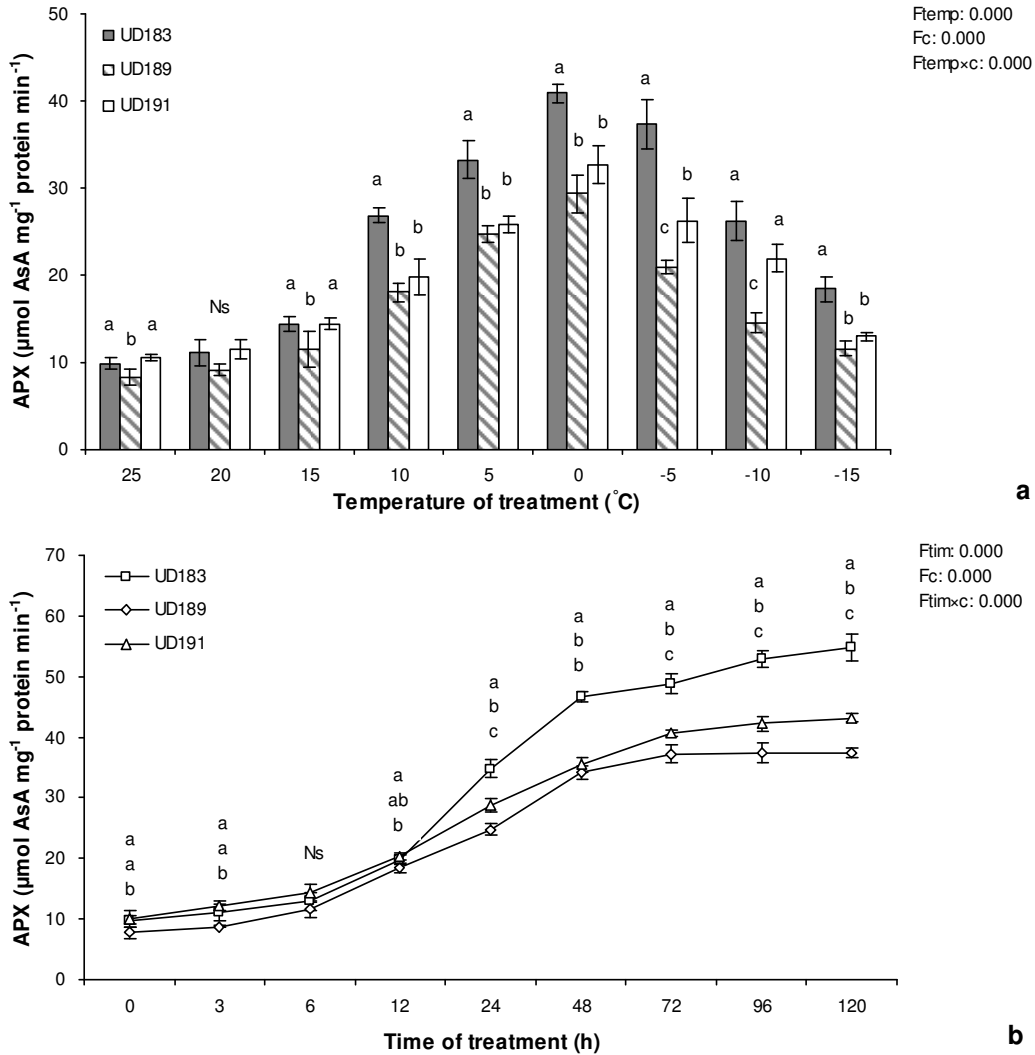 Ftemp: 0.000
Fc: 0.000
Ftemp×c: 0.000
APX (µmol AsA mg⁻¹ protein min⁻¹)
50
40
30
20
10
0
UD183
UD189
UD191
a b a
Ns
a b a
a b b
a b b
a b b
a c b
a c a
a b b
25 20 15 10 5 0 -5 -10 -15
Temperature of treatment (°C)
a
Ftim: 0.000
Fc: 0.000
Ftim×c: 0.000
APX (µmol AsA mg⁻¹ protein min⁻¹)
70
60
50
40
30
20
10
0
UD183
UD189
UD191
a
a
b
a
a
b
Ns
a
ab
b
a
b
c
a
b
b
a
b
c
a
b
c
a
b
c
0 3 6 12 24 48 72 96 120
Time of treatment (h)
b